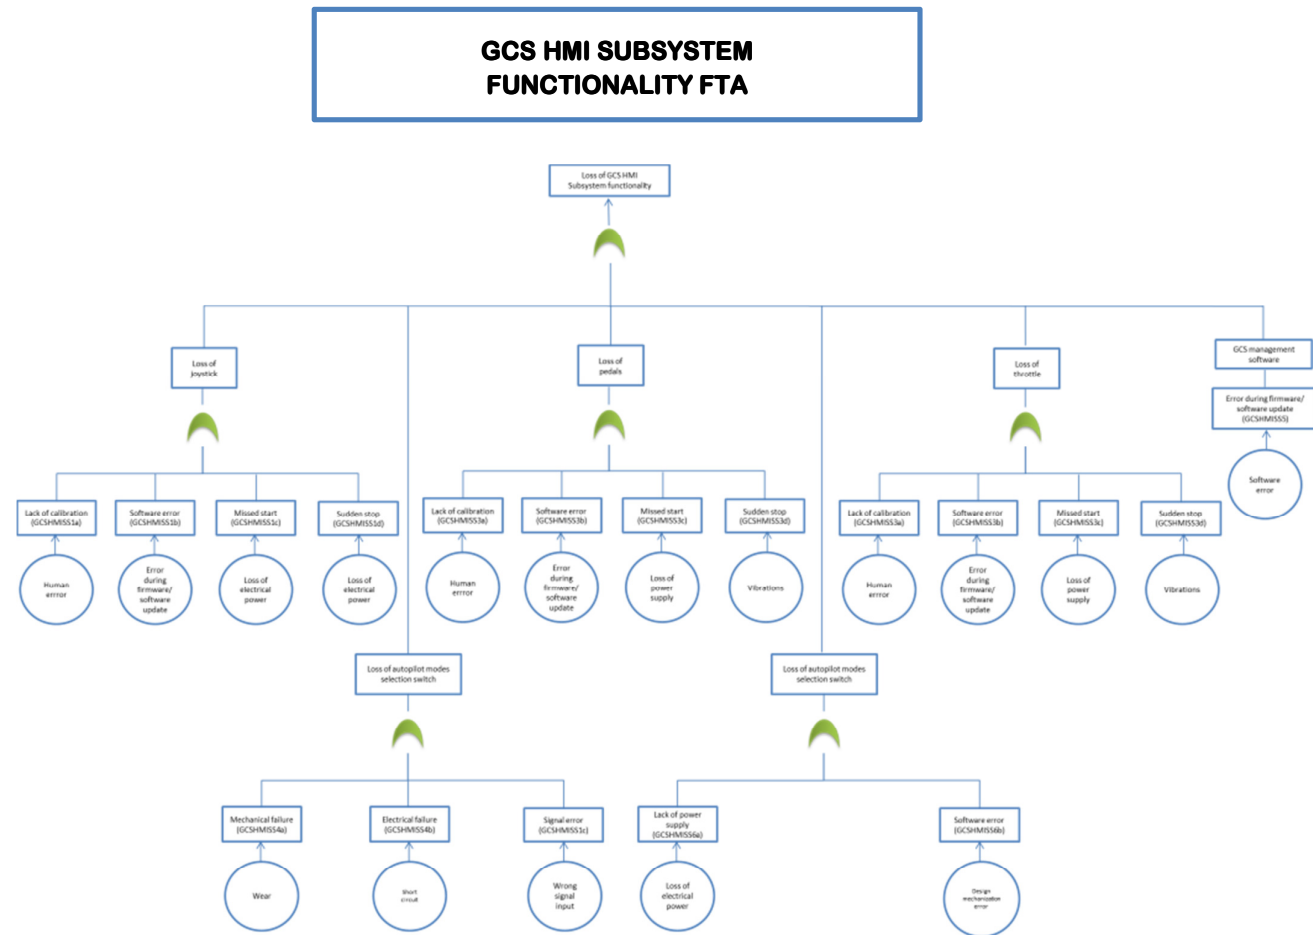 GCS HMI SUBSYSTEM
FUNCTIONALITY FTA
Loss of GCS HMI
Subsystem functionality
Loss of
joystick
Loss of
pedals
Loss of
throttle
GCS management
software
Error during firmware/
software update
(GCSHMISS5)
Software
error
Lack of calibration
(GCSHMISS1a)
Software error
(GCSHMISS1b)
Missed start
(GCSHMISS1c)
Sudden stop
(GCSHMISS1d)
Lack of calibration
(GCSHMISS3a)
Software error
(GCSHMISS3b)
Missed start
(GCSHMISS3c)
Sudden stop
(GCSHMISS3d)
Lack of calibration
(GCSHMISS3a)
Software error
(GCSHMISS3b)
Missed start
(GCSHMISS3c)
Sudden stop
(GCSHMISS3d)
Human
errror
Error
during
firmware/
software
update
Loss of
electrical
power
Loss of
electrical
power
Human
errror
Error
during
firmware/
software
update
Loss of
power
supply
Vibrations
Human
errror
Error
during
firmware/
software
update
Loss of
power
supply
Vibrations
Loss of autopilot modes
selection switch
Loss of autopilot modes
selection switch
Mechanical failure
(GCSHMISS4a)
Electrical failure
(GCSHMISS4b)
Signal error
(GCSHMISS1c)
Lack of power
supply
(GCSHMISS6a)
Software error
(GCSHMISS6b)
Wear
Short
circuit
Wrong
signal
input
Loss of
electrical
power
Design
mechanization
error